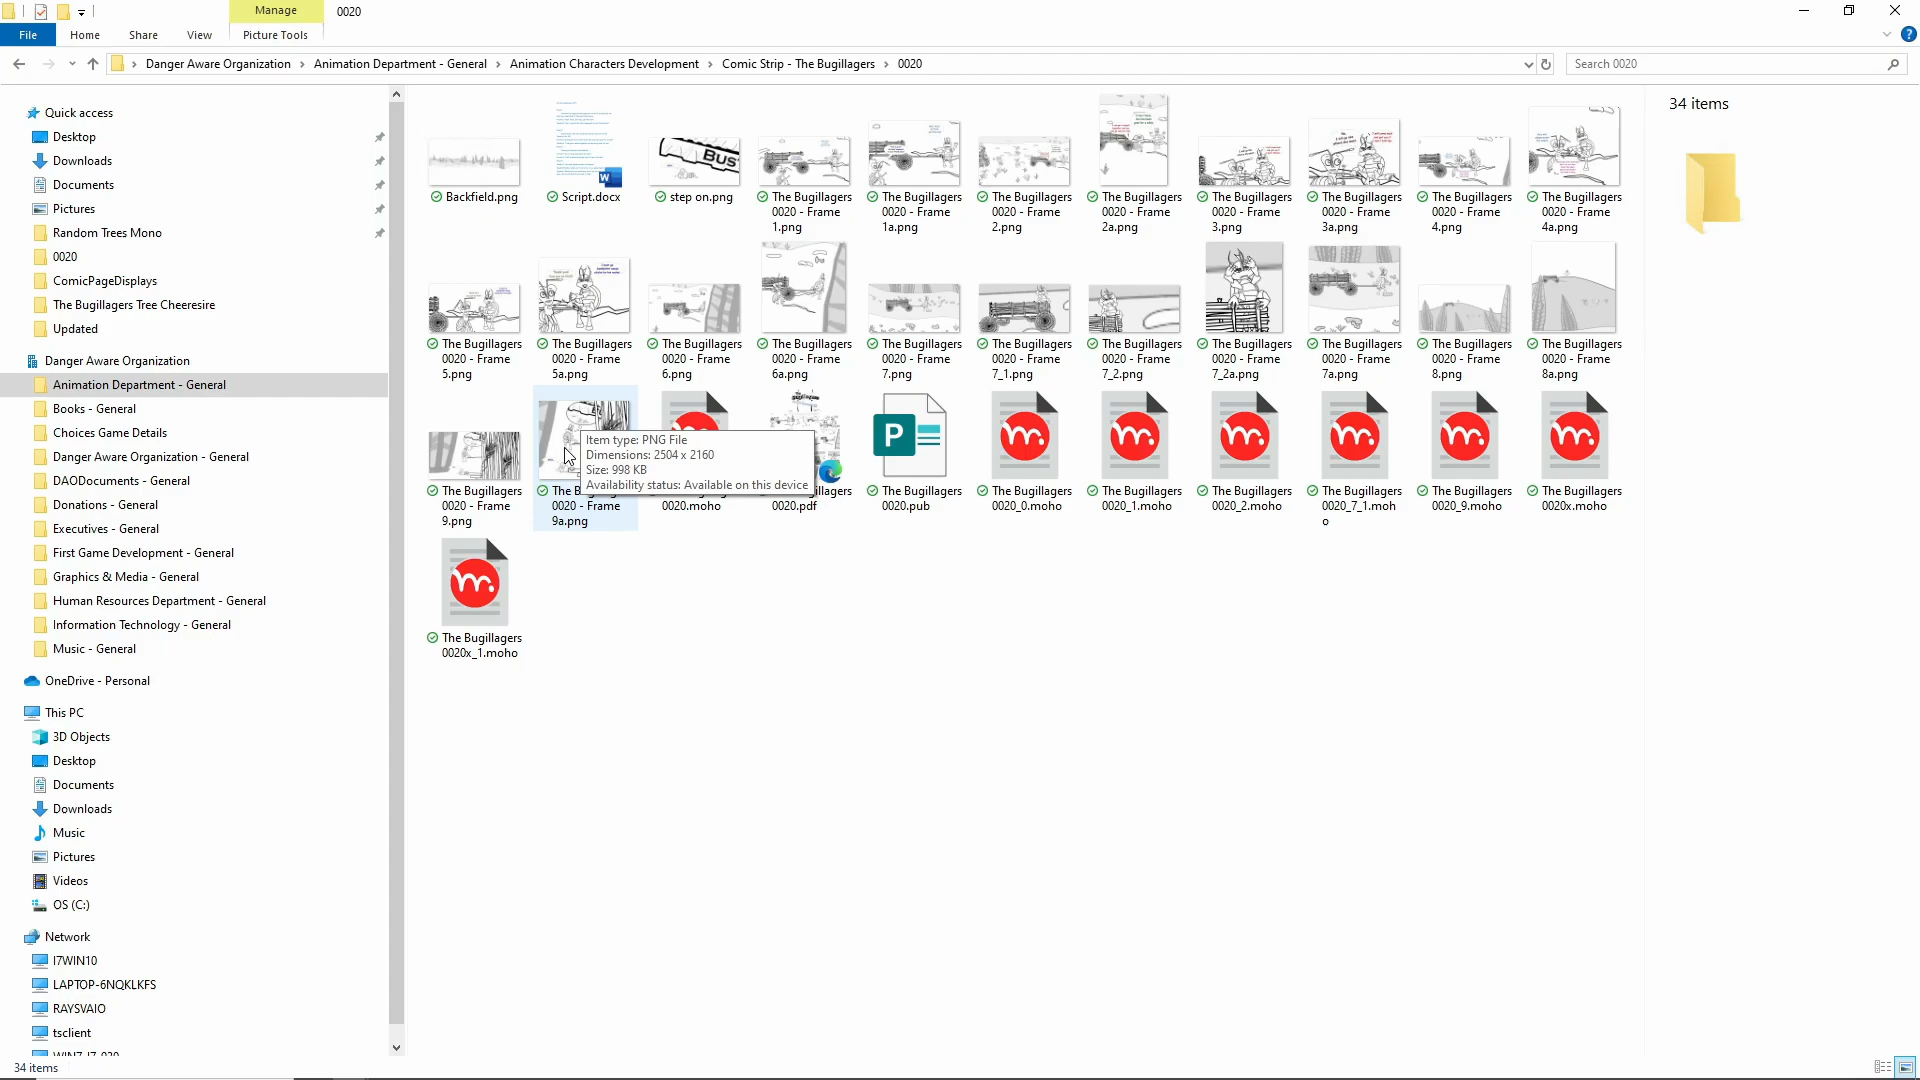 Manage
0020
File
Home
Share
View
Picture Tools
Danger Aware Organization
Animation Department - General
Animation Characters Development
Comic Strip - The Bugillagers
0020
Search 0020
Quick access
Desktop
Downloads
Documents
Pictures
Random Trees Mono
0020
ComicPageDisplays
The Bugillagers Tree Cheeresire
Updated
Danger Aware Organization
Animation Department - General
Books - General
Choices Game Details
Danger Aware Organization - General
DAODocuments - General
Donations - General
Executives - General
First Game Development - General
Graphics & Media - General
Human Resources Department - General
Information Technology - General
Music - General
OneDrive - Personal
This PC
3D Objects
Desktop
Documents
Downloads
Music
Pictures
Videos
OS (C:)
Network
I7WIN10
LAPTOP-6NQKLKFS
RAYSVAIO
tsclient
34 items
Backfield.png
Script.docx
BUS
step on.png
The Bugillagers
0020 - Frame
1.png
The Bugillagers
0020 - Frame
1a.png
The Bugillagers
0020 - Frame
2.png
The Bugillagers
0020 - Frame
2a.png
The Bugillagers
0020 - Frame
3.png
The Bugillagers
0020 - Frame
3a.png
The Bugillagers
0020 - Frame
4.png
The Bugillagers
0020 - Frame
4a.png
The Bugillagers
0020 - Frame
5.png
The Bugillagers
0020 - Frame
5a.png
The Bugillagers
0020 - Frame
6.png
The Bugillagers
0020 - Frame
6a.png
The Bugillagers
0020 - Frame
7.png
The Bugillagers
0020 - Frame
7_1.png
The Bugillagers
0020 - Frame
7_2.png
The Bugillagers
0020 - Frame
7_2a.png
The Bugillagers
0020 - Frame
7a.png
The Bugillagers
0020 - Frame
8.png
The Bugillagers
0020 - Frame
8a.png
The Bugillagers
0020 - Frame
9.png
0020 - Frame
9a.png
Item type: PNG File
Dimensions: 2504 x 2160
Size: 998 KB
Availability status: Available on this device
0020.moho
0020.pdf
P
The Bugillagers
0020.pub
The Bugillagers
0020_0.moho
The Bugillagers
0020_1.moho
The Bugillagers
0020_2.moho
The Bugillagers
0020_7_1.moh
o
The Bugillagers
0020_9.moho
The Bugillagers
0020x.moho
The Bugillagers
0020x_1.moho
34 items